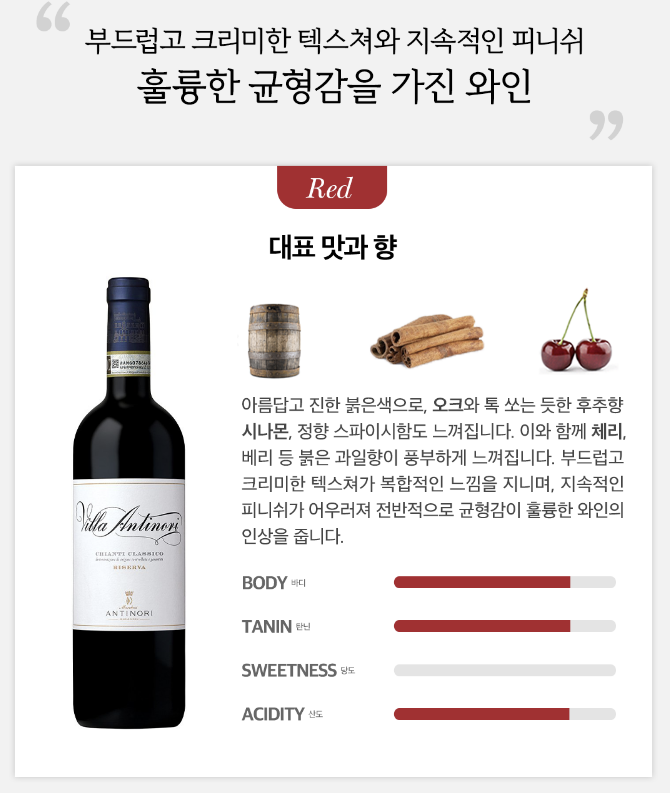 “
부드럽고 크리미한 텍스쳐와 지속적인 피니쉬
훌륭한 균형감을 가진 와인
”
Red
대표 맛과 향
아름답고 진한 붉은색으로, 오크와 톡 쏘는 듯한 후추향
시나몬, 정향 스파이시함도 느껴집니다. 이와 함께 체리,
베리 등 붉은 과일향이 풍부하게 느껴집니다. 부드럽고
크리미한 텍스쳐가 복합적인 느낌을 지니며, 지속적인
피니쉬가 어우러져 전반적으로 균형감이 훌륭한 와인의
인상을 줍니다.
Villa Antinori
CHIANTI CLASSICO
RISERVA
ANTINORI
BODY 바디
TANIN 탄닌
SWEETNESS 당도
ACIDITY 산도